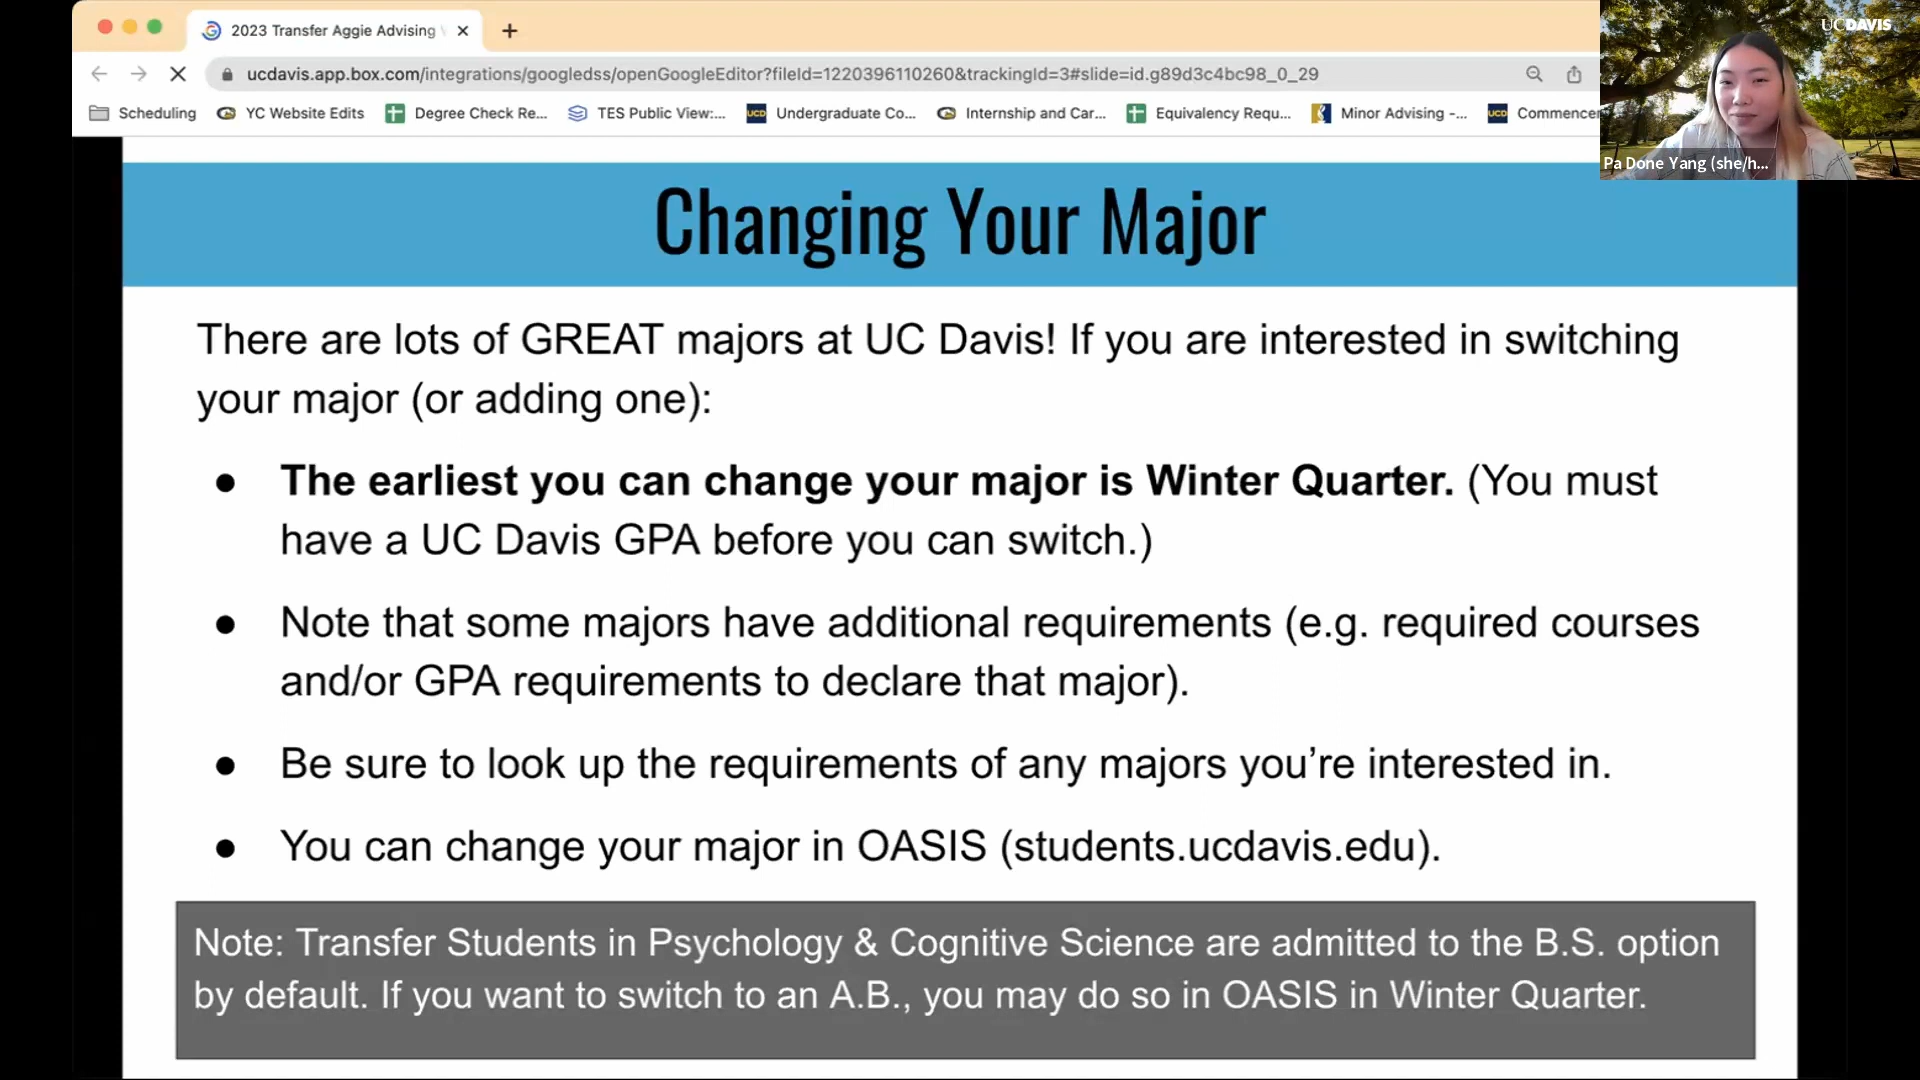 2023 Transfer Aggie Advising
ucdavis.app.box.com/integrations/googledss/openGoogleEditor?fileId=1220396110260&trackingId=3#slide=id.g89d3c4bc98_0_29
Scheduling YC Website Edits Degree Check Re... TES Public View:... UCD Undergraduate Co... Internship and Car... Equivalency Requ... Minor Advising -... UCD Commencer
UCDAVIS
Pa Done Yang (she/h...
Changing Your Major
There are lots of GREAT majors at UC Davis! If you are interested in switching
your major (or adding one):
● The earliest you can change your major is Winter Quarter. (You must
have a UC Davis GPA before you can switch.)
● Note that some majors have additional requirements (e.g. required courses
and/or GPA requirements to declare that major).
● Be sure to look up the requirements of any majors you’re interested in.
● You can change your major in OASIS (students.ucdavis.edu).
Note: Transfer Students in Psychology & Cognitive Science are admitted to the B.S. option
by default. If you want to switch to an A.B., you may do so in OASIS in Winter Quarter.